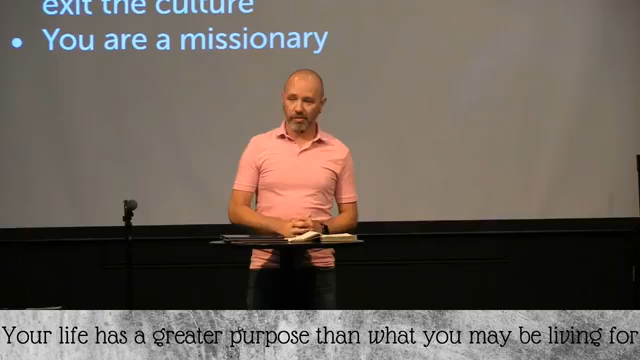 exit the culture
• You are a missionary
Your life has a greater purpose than what you may be living for